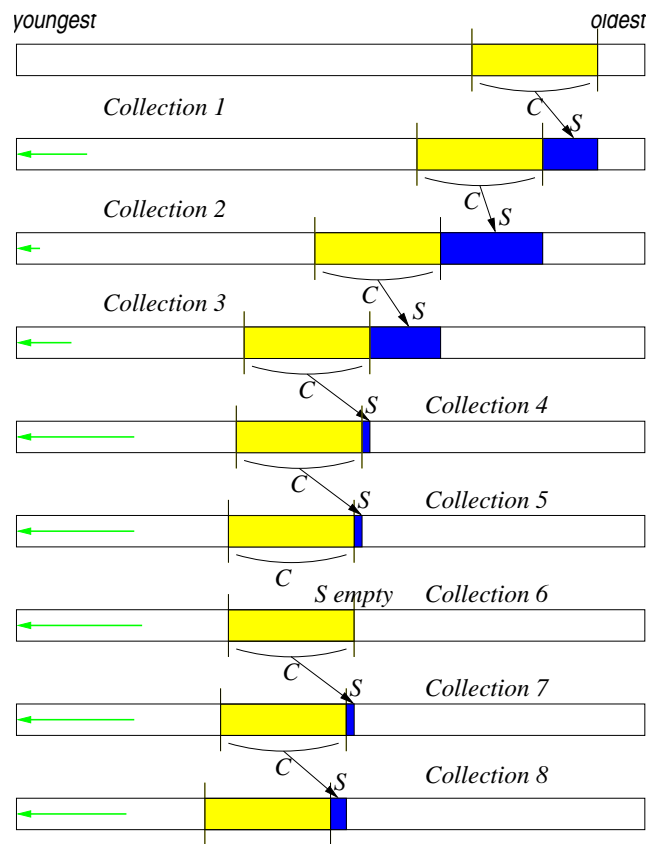 youngest oldest
Collection 1 C S
Collection 2 C S
Collection 3 C S
C S Collection 4
C S Collection 5
C
S empty Collection 6
C S Collection 7
C S Collection 8